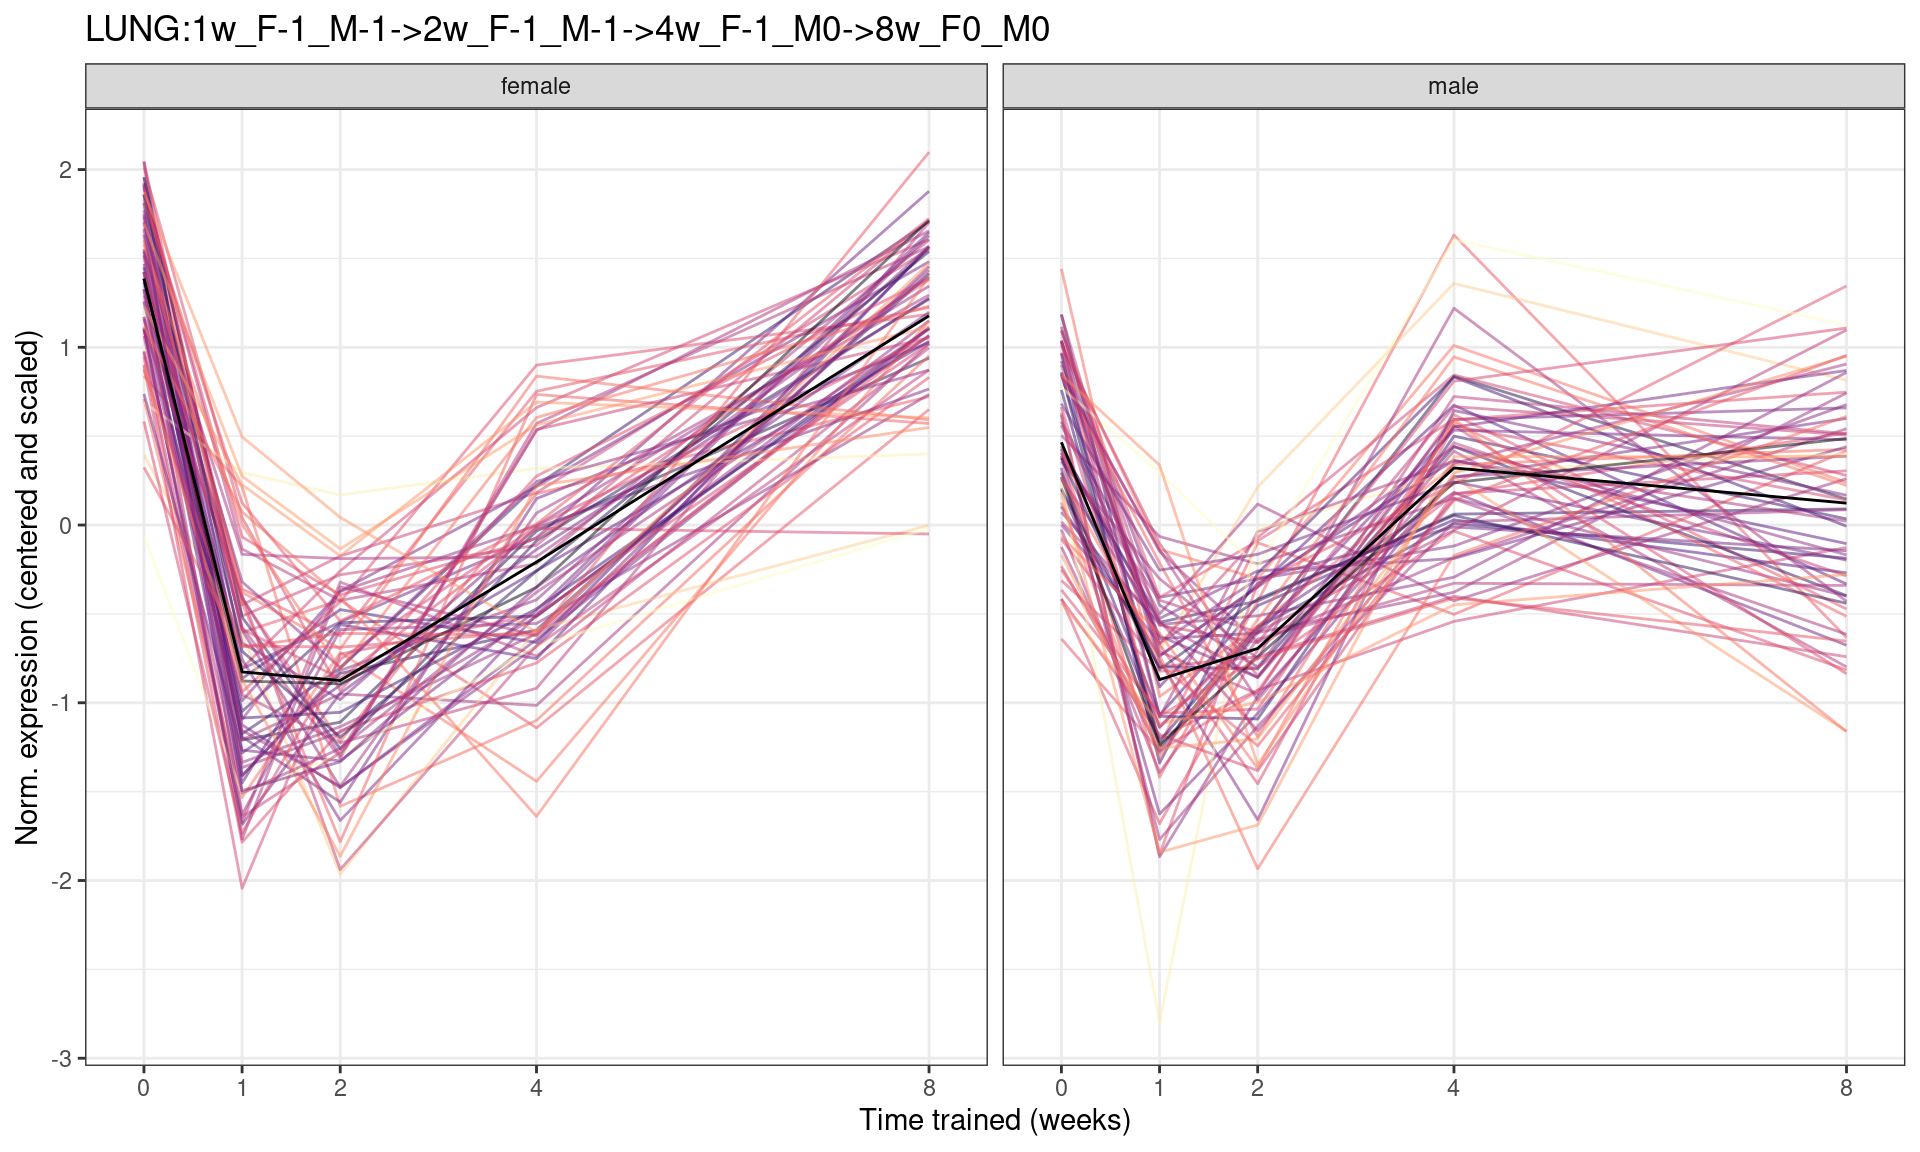 LUNG:1w_F-1_M-1->2w_F-1_M-1->4w_F-1_M0->8w_F0_M0
female male
Norm. expression (centered and scaled)
2
1
0
-1
-2
-3
0 1 2 4 8 0 1 2 4 8
Time trained (weeks)